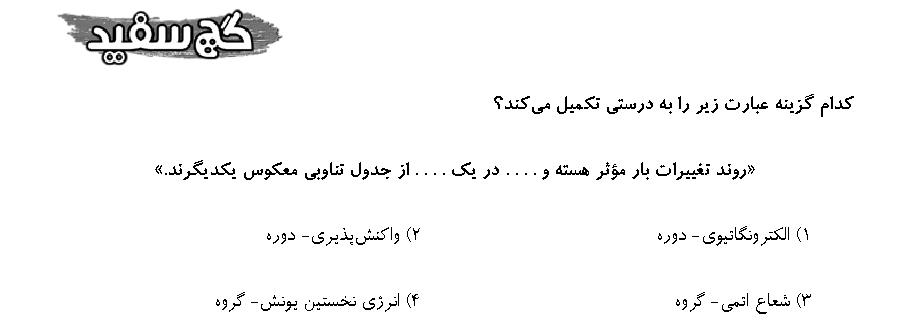 گچ سفید
کدام گزینه عبارت زیر را به درستی تکمیل می‌کند؟
«روند تغییرات بار مؤثر هسته و . . . . در یک . . . . از جدول تناوبی معکوس یکدیگرند.»
۱) الکترونگاتیوی- دوره ۲) واکنش‌پذیری- دوره
۳) شعاع اتمی- گروه ۴) انرژی نخستین یونش- گروه